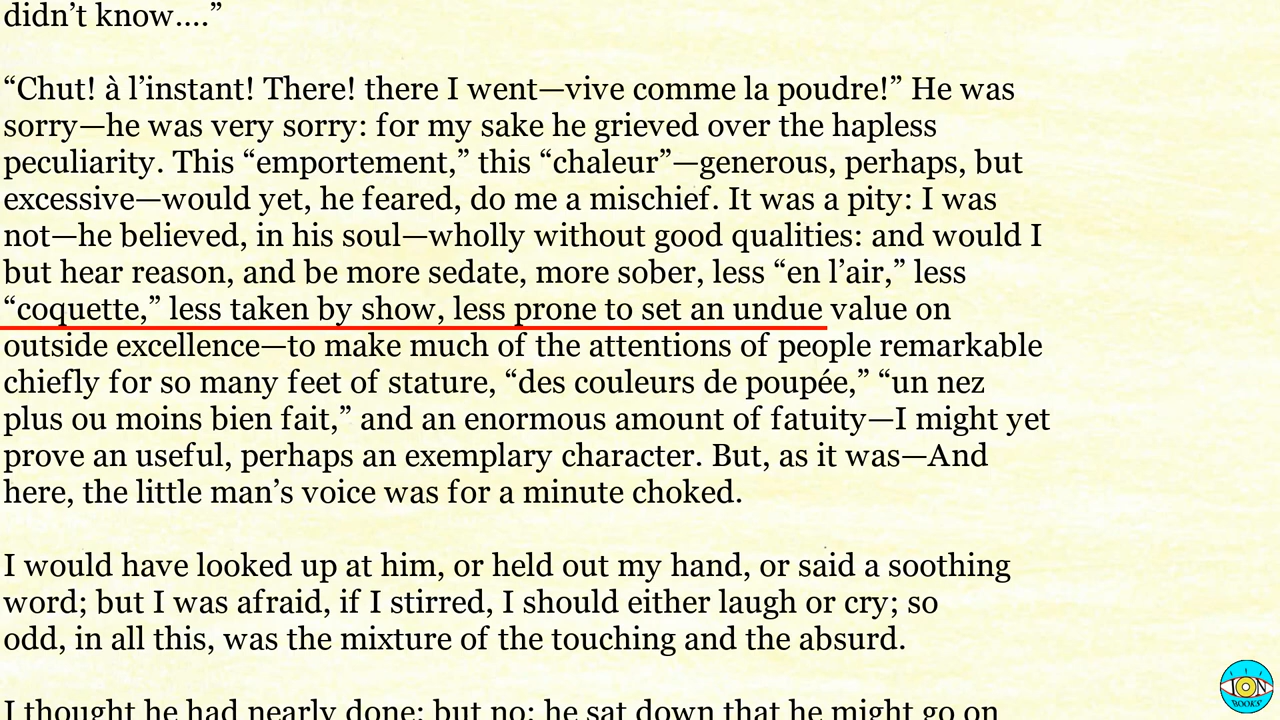 didn’t know....”
“Chut! à l’instant! There! there I went—vive comme la poudre!” He was
sorry—he was very sorry: for my sake he grieved over the hapless
peculiarity. This “emportement,” this “chaleur”—generous, perhaps, but
excessive—would yet, he feared, do me a mischief. It was a pity: I was
not—he believed, in his soul—wholly without good qualities: and would I
but hear reason, and be more sedate, more sober, less “en l’air,” less
“coquette,” less taken by show, less prone to set an undue value on
outside excellence—to make much of the attentions of people remarkable
chiefly for so many feet of stature, “des couleurs de poupée,” “un nez
plus ou moins bien fait,” and an enormous amount of fatuity—I might yet
prove an useful, perhaps an exemplary character. But, as it was—And
here, the little man’s voice was for a minute choked.
I would have looked up at him, or held out my hand, or said a soothing
word; but I was afraid, if I stirred, I should either laugh or cry; so
odd, in all this, was the mixture of the touching and the absurd.
I thought he had nearly done: but no; he sat down that he might go on
ION
BOOKS